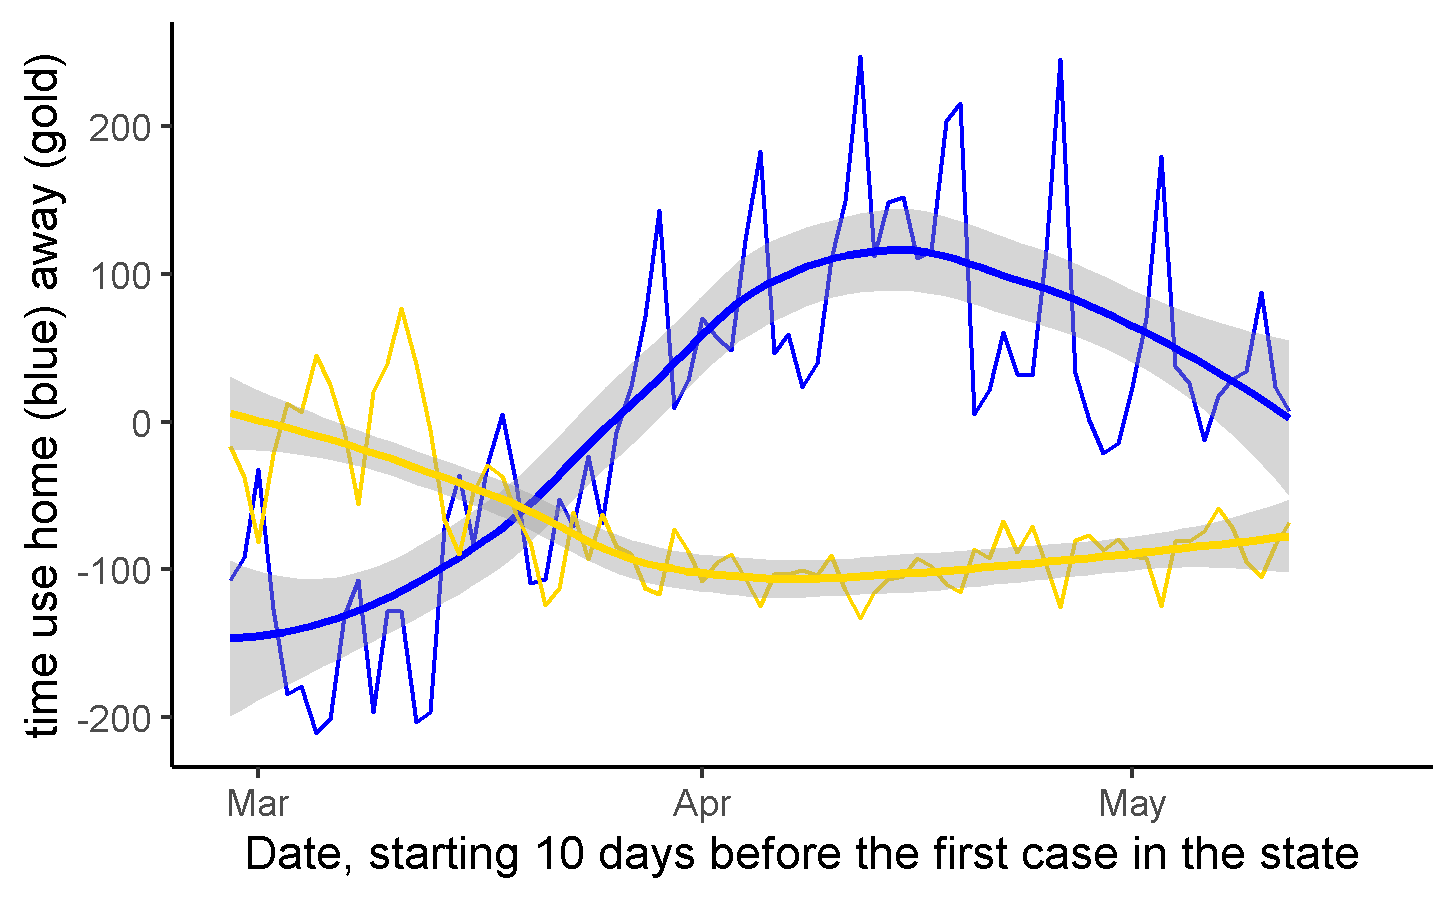 time use home (blue) away (gold)
200
100
0
-100
-200
Mar Apr May
Date, starting 10 days before the first case in the state